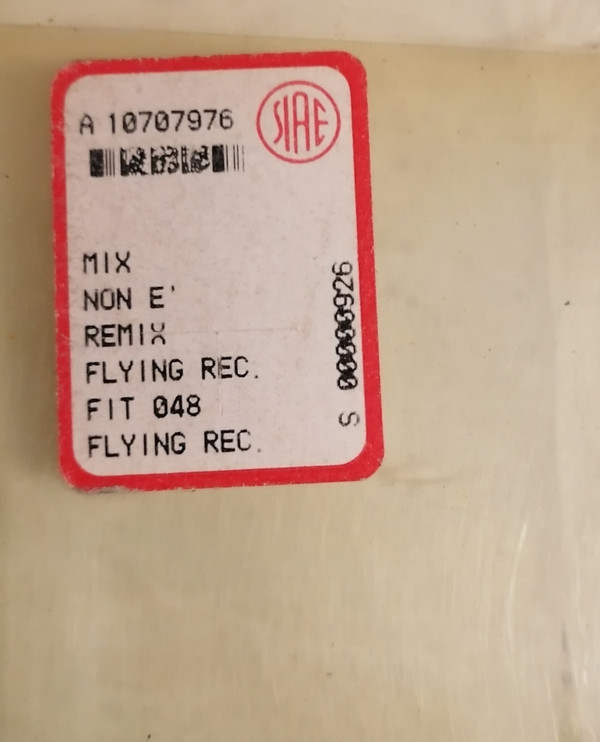 A 10707976
SIAE
MIX
NON E'
REMIX
FLYING REC.
FIT 048
FLYING REC.
S 00000926